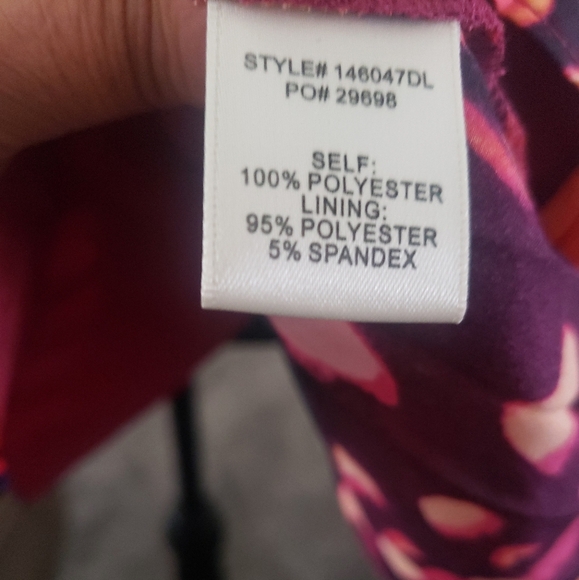 STYLE# 146047DL
PO# 29698
SELF:
100% POLYESTER
LINING:
95% POLYESTER
5% SPANDEX